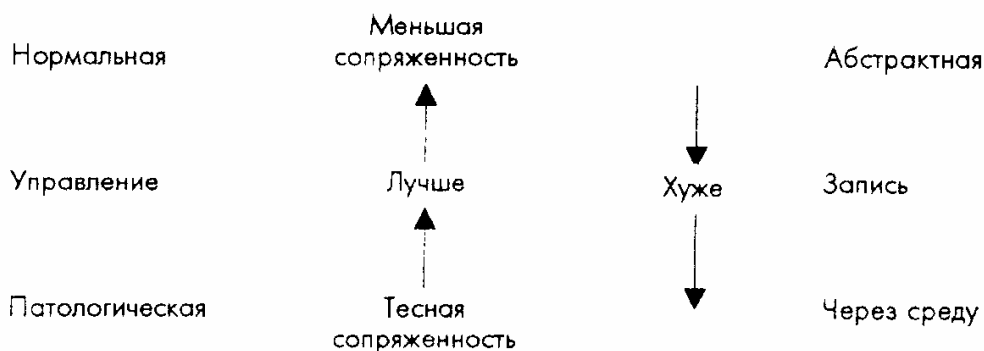 Нормальная
Меньшая
сопряженность
Абстрактная
Управление
Лучше
Хуже
Запись
Патологическая
Тесная
сопряженность
Через среду